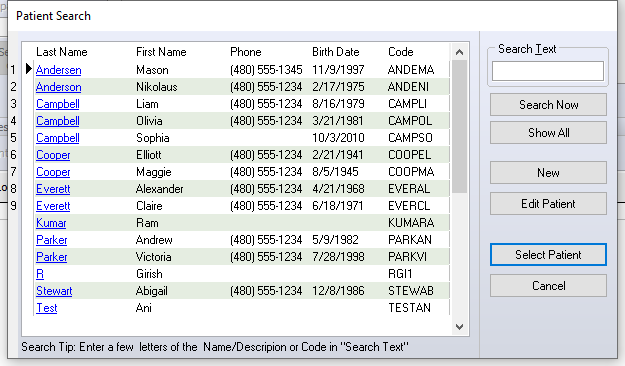 Patient Search
Last Name First Name Phone Birth Date Code
1 Andersen Mason (480) 555-1345 11/9/1997 ANDEMA
2 Anderson Nikolaus (480) 555-1234 2/17/1975 ANDENI
3 Campbell Liam (480) 555-1234 8/16/1979 CAMPLI
4 Campbell Olivia (480) 555-1234 3/21/1981 CAMPOL
5 Campbell Sophia 10/3/2010 CAMPSO
6 Cooper Elliott (480) 555-1234 2/21/1941 COOPEL
7 Cooper Maggie (480) 555-1234 8/5/1945 COOPMA
8 Everett Alexander (480) 555-1234 4/21/1968 EVERAL
9 Everett Claire (480) 555-1234 6/18/1971 EVERCL
Kumar Ram KUMARA
Parker Andrew (480) 555-1234 5/9/1982 PARKAN
Parker Victoria (480) 555-1234 7/28/1998 PARKVI
R Girish RGI1
Stewart Abigail (480) 555-1234 12/8/1986 STEWAB
Test Ani TESTAN
Search Tip: Enter a few letters of the Name/Descripion or Code in "Search Text"
Search Text
Search Now
Show All
New
Edit Patient
Select Patient
Cancel